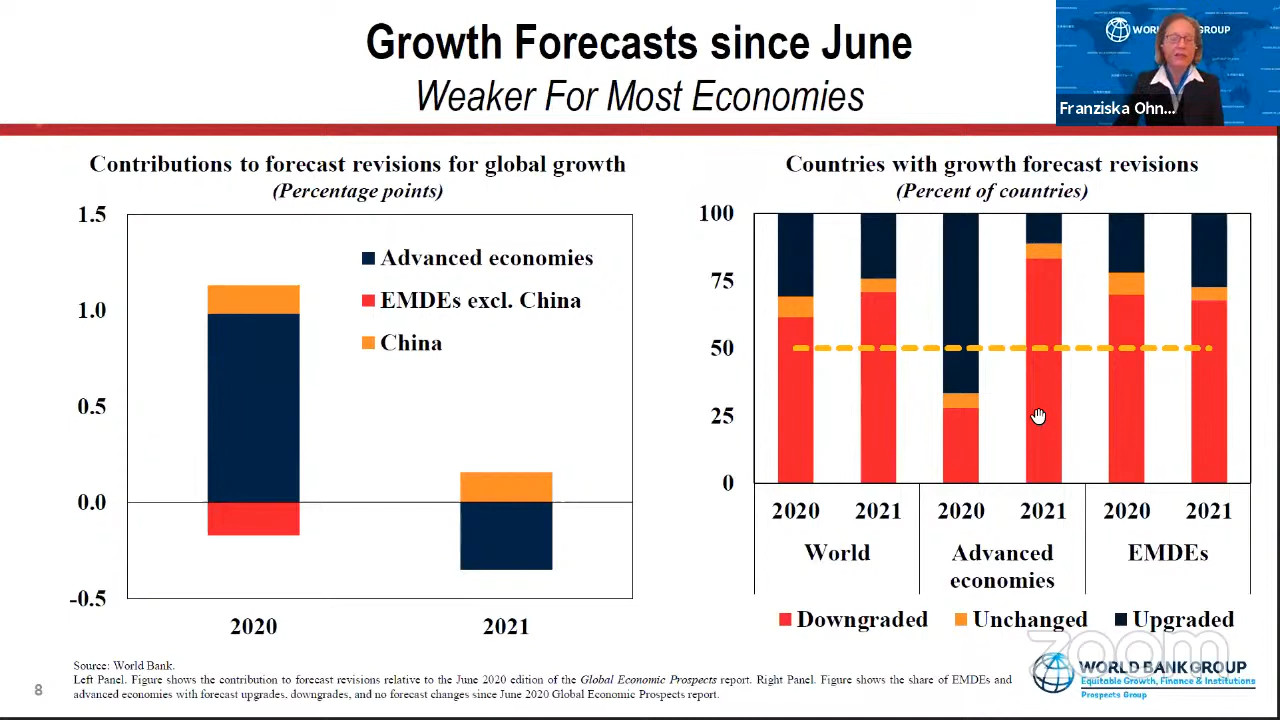 Growth Forecasts since June
Weaker For Most Economies
WORLD BANK GROUP
Franziska Ohn...
Contributions to forecast revisions for global growth
(Percentage points)
1.5
1.0
0.5
0.0
-0.5
Advanced economies
EMDEs excl. China
China
2020
2021
Countries with growth forecast revisions
(Percent of countries)
100
75
50
25
0
2020 2021 2020 2021 2020 2021
World
Advanced economies
EMDEs
Downgraded Unchanged Upgraded
zoom
Source: World Bank.
Left Panel. Figure shows the contribution to forecast revisions relative to the June 2020 edition of the Global Economic Prospects report. Right Panel. Figure shows the share of EMDEs and
advanced economies with forecast upgrades, downgrades, and no forecast changes since June 2020 Global Economic Prospects report.
8
WORLD BANK GROUP
Equitable Growth, Finance & Institutions
Prospects Group